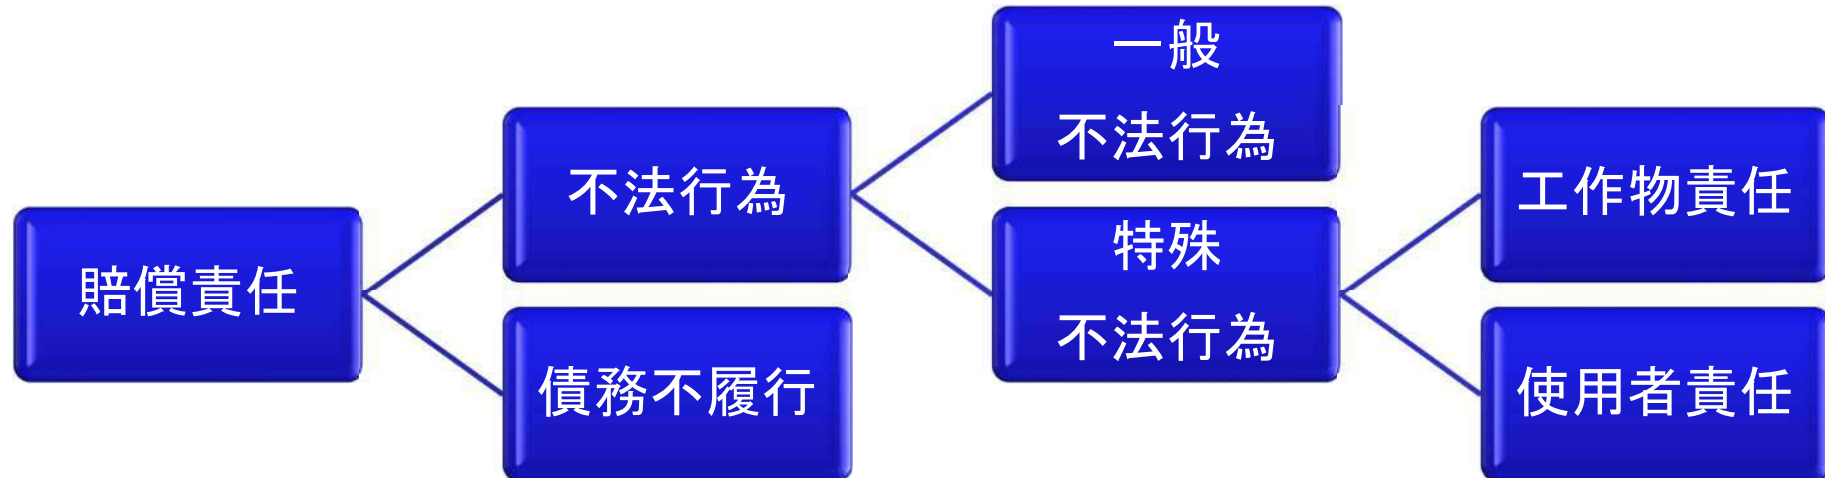 賠償責任
不法行為
債務不履行
一般
不法行為
特殊
不法行為
工作物責任
使用者責任